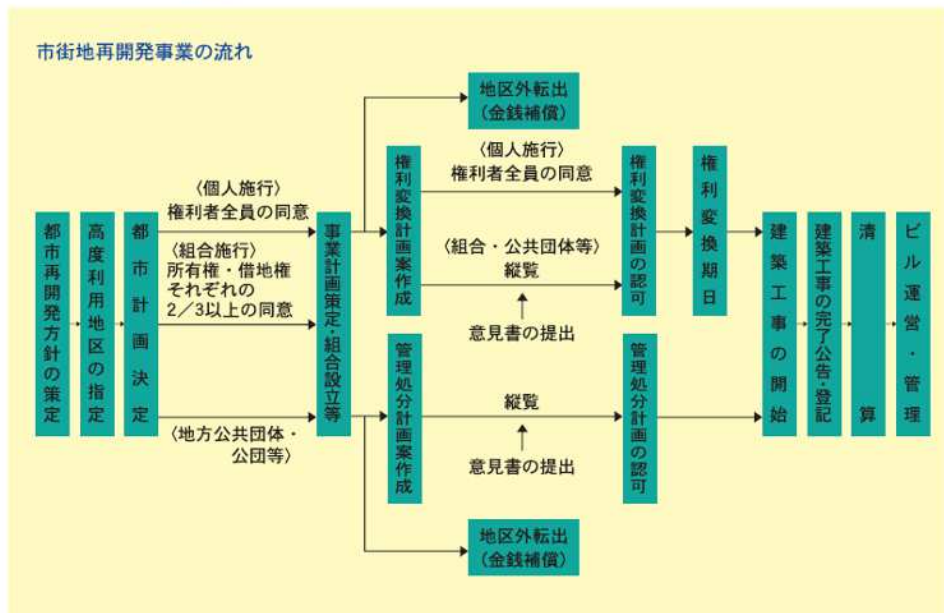 市街地再開発事業の流れ
都市再開発方針の策定
高度利用地区の指定
都市計画決定
〈個人施行〉
権利者全員の同意
〈組合施行〉
所有権・借地権
それぞれの
2／3以上の同意
〈地方公共団体・
公団等〉
事業計画策定・組合設立等
地区外転出
（金銭補償）
権利変換計画案作成
〈個人施行〉
権利者全員の同意
〈組合・公共団体等〉
縦覧
意見書の提出
権利変換計画の認可
権利変換期日
管理処分計画案作成
縦覧
意見書の提出
管理処分計画の認可
地区外転出
（金銭補償）
建築工事の開始
建築工事の完了公告・登記
清算
ビル運営・管理